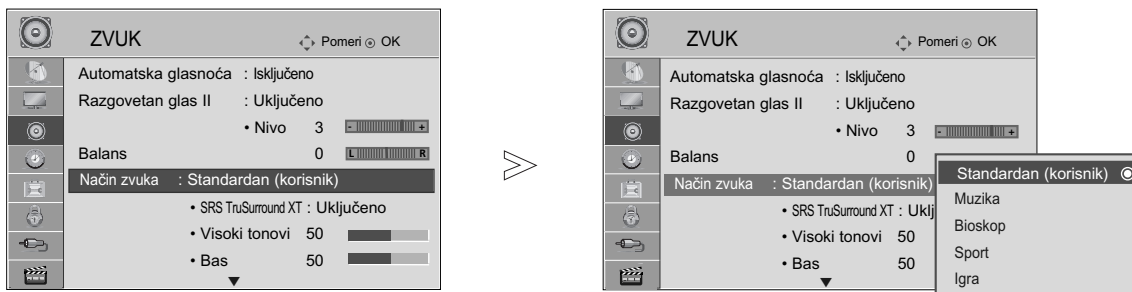 ZVUK
Pomeri OK
Automatska glasnoća : Isključeno
Razgovetan glas II : Uključeno
• Nivo 3 - +
Balans 0 L R
Način zvuka : Standardan (korisnik)
• SRS TruSurround XT : Uključeno
• Visoki tonovi 50
• Bas 50
ZVUK
Pomeri OK
Automatska glasnoća : Isključeno
Razgovetan glas II : Uključeno
• Nivo 3 - +
Balans 0
Način zvuka : Standardan (korisnik)
• SRS TruSurround XT : Uklj
• Visoki tonovi 50
• Bas 50
Standardan (korisnik)
Muzika
Bioskop
Sport
Igra